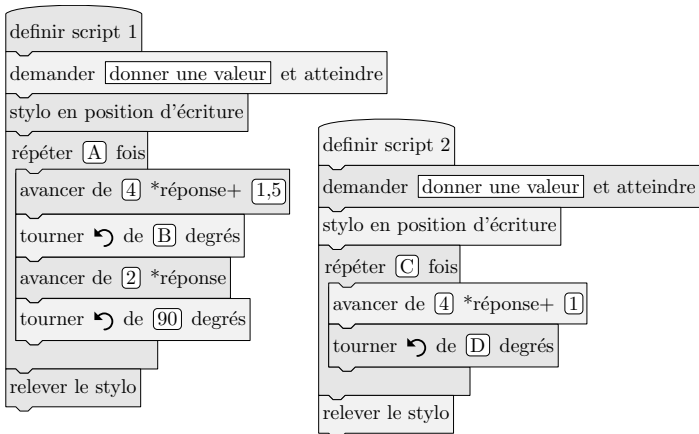 definir script 1
demander donner une valeur et atteindre
stylo en position d'écriture
répéter A fois
avancer de 4 *réponse+ 1,5
tourner de B degrés
avancer de 2 *réponse
tourner de 90 degrés
relever le stylo
definir script 2
demander donner une valeur et atteindre
stylo en position d'écriture
répéter C fois
avancer de 4 *réponse+ 1
tourner de D degrés
relever le stylo